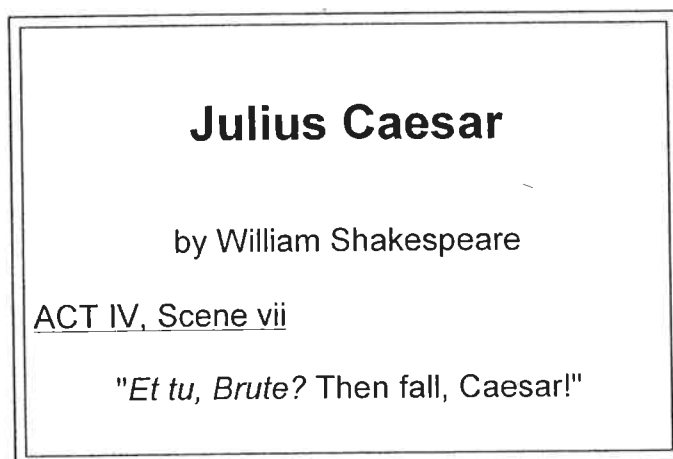 Julius Caesar
by William Shakespeare
ACT IV, Scene vii
"Et tu, Brute? Then fall, Caesar!"